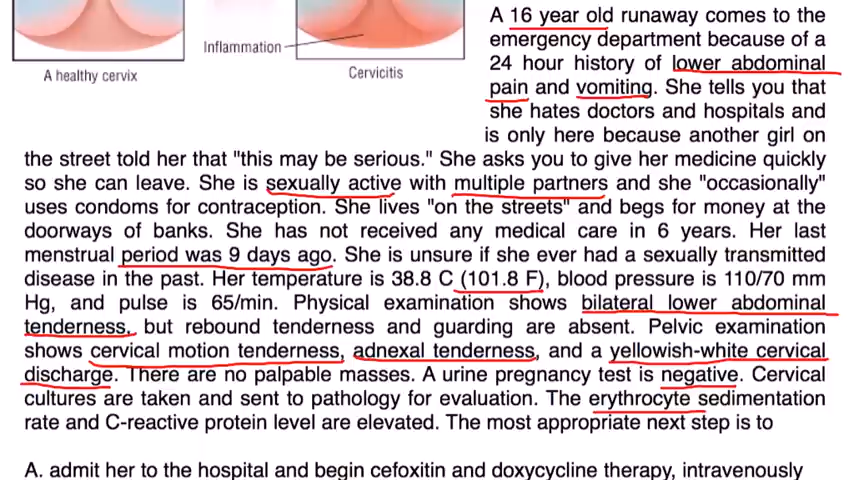 Inflammation
A healthy cervix
Cervicitis
A 16 year old runaway comes to the
emergency department because of a
24 hour history of lower abdominal
pain and vomiting. She tells you that
she hates doctors and hospitals and
is only here because another girl on
the street told her that "this may be serious." She asks you to give her medicine quickly
so she can leave. She is sexually active with multiple partners and she "occasionally"
uses condoms for contraception. She lives "on the streets" and begs for money at the
doorways of banks. She has not received any medical care in 6 years. Her last
menstrual period was 9 days ago. She is unsure if she ever had a sexually transmitted
disease in the past. Her temperature is 38.8 C (101.8 F), blood pressure is 110/70 mm
Hg, and pulse is 65/min. Physical examination shows bilateral lower abdominal
tenderness, but rebound tenderness and guarding are absent. Pelvic examination
shows cervical motion tenderness, adnexal tenderness, and a yellowish-white cervical
discharge. There are no palpable masses. A urine pregnancy test is negative. Cervical
cultures are taken and sent to pathology for evaluation. The erythrocyte sedimentation
rate and C-reactive protein level are elevated. The most appropriate next step is to
A. admit her to the hospital and begin cefoxitin and doxycycline therapy, intravenously